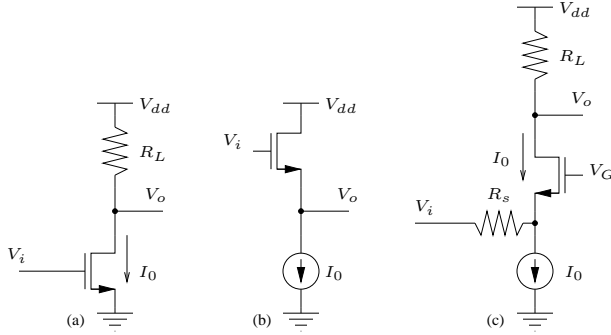 V_dd
R_L
V_o
V_i
I_0
(a)
V_dd
V_i
V_o
I_0
(b)
V_dd
R_L
V_o
I_0
V_G
R_s
V_i
I_0
(c)